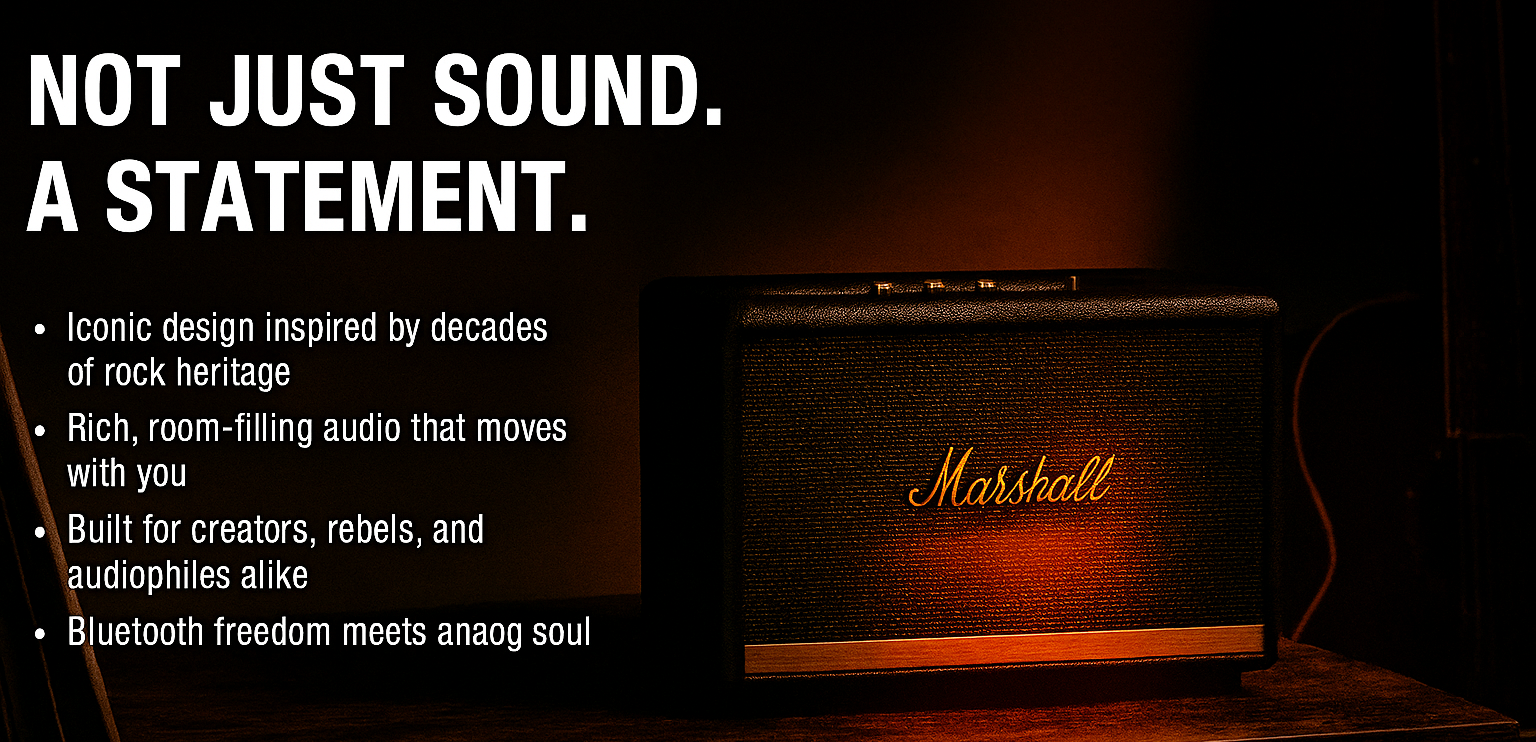 NOT JUST SOUND.
A STATEMENT.
• Iconic design inspired by decades
of rock heritage
• Rich, room-filling audio that moves
with you
• Built for creators, rebels, and
audiophiles alike
• Bluetooth freedom meets anaog soul
Marshall